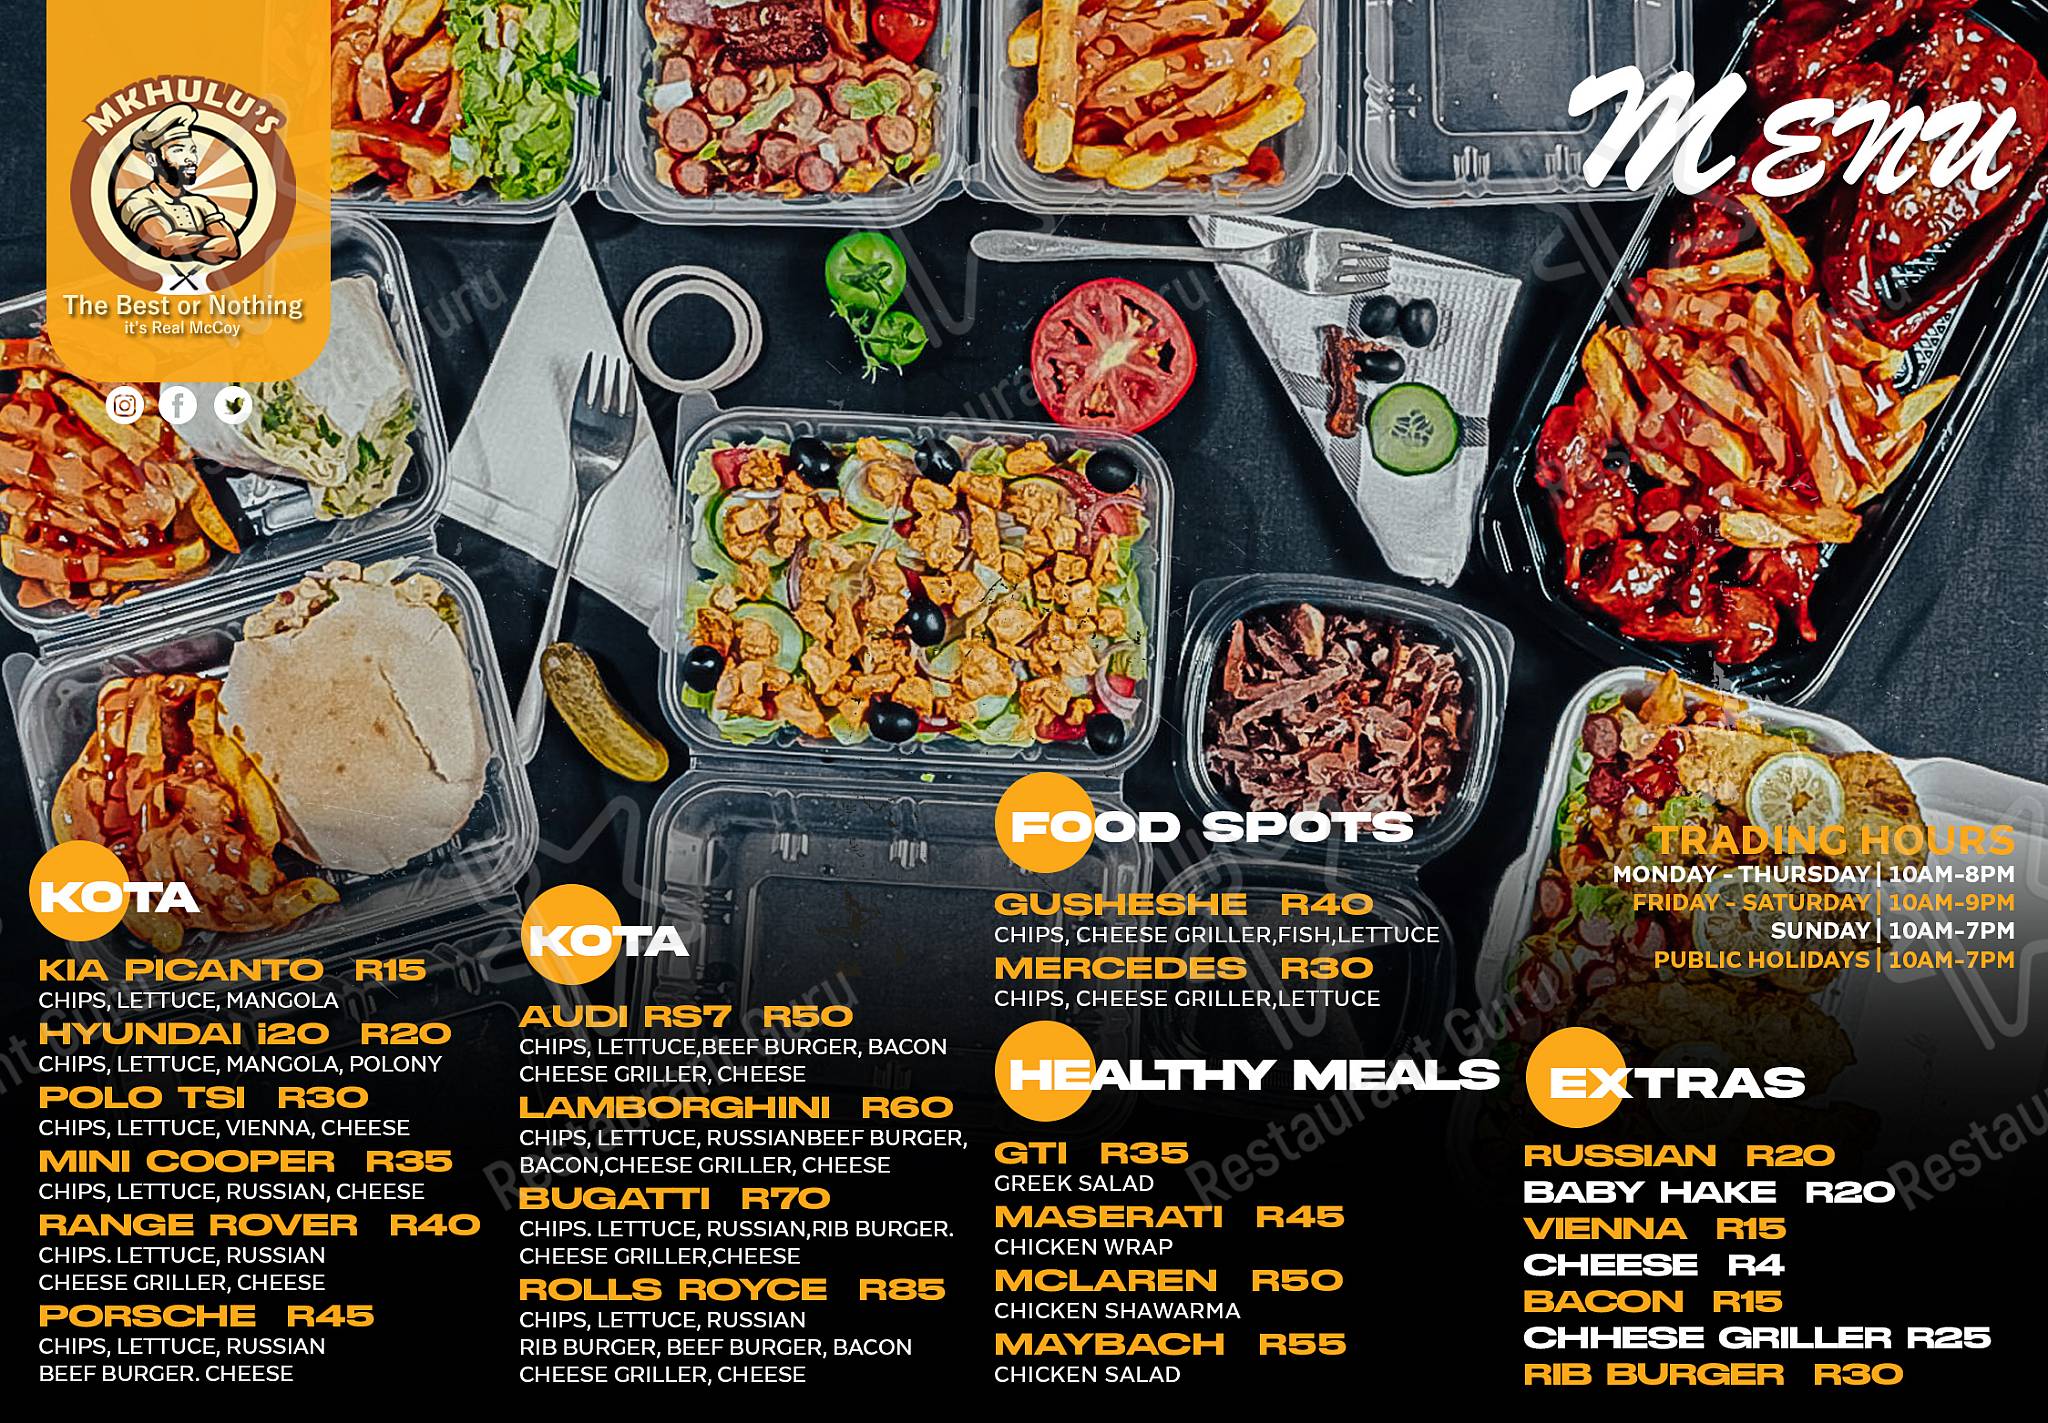 MKHULU'S
The Best or Nothing
it's Real McCoy
MENU
KOTA
KIA PICANTO R15
CHIPS, LETTUCE, MANGOLA
HYUNDAI i20 R20
CHIPS, LETTUCE, MANGOLA, POLONY
POLO TSI R30
CHIPS, LETTUCE, VIENNA, CHEESE
MINI COOPER R35
CHIPS, LETTUCE, RUSSIAN, CHEESE
RANGE ROVER R40
CHIPS. LETTUCE, RUSSIAN
CHEESE GRILLER, CHEESE
PORSCHE R45
CHIPS, LETTUCE, RUSSIAN
BEEF BURGER. CHEESE
KOTA
AUDI RS7 R50
CHIPS, LETTUCE,BEEF BURGER, BACON
CHEESE GRILLER, CHEESE
LAMBORGHINI R60
CHIPS, LETTUCE, RUSSIANBEEF BURGER,
BACON,CHEESE GRILLER, CHEESE
BUGATTI R70
CHIPS. LETTUCE, RUSSIAN,RIB BURGER.
CHEESE GRILLER,CHEESE
ROLLS ROYCE R85
CHIPS, LETTUCE, RUSSIAN
RIB BURGER, BEEF BURGER, BACON
CHEESE GRILLER, CHEESE
FOOD SPOTS
GUSHESHE R40
CHIPS, CHEESE GRILLER,FISH,LETTUCE
MERCEDES R30
CHIPS, CHEESE GRILLER,LETTUCE
HEALTHY MEALS
GTI R35
GREEK SALAD
MASERATI R45
CHICKEN WRAP
MCLAREN R50
CHICKEN SHAWARMA
MAYBACH R55
CHICKEN SALAD
TRADING HOURS
MONDAY - THURSDAY | 10AM-8PM
FRIDAY - SATURDAY | 10AM-9PM
SUNDAY | 10AM-7PM
PUBLIC HOLIDAYS | 10AM-7PM
EXTRAS
RUSSIAN R20
BABY HAKE R20
VIENNA R15
CHEESE R4
BACON R15
CHHESE GRILLER R25
RIB BURGER R30
Restaurant Guru
Restaurant Guru